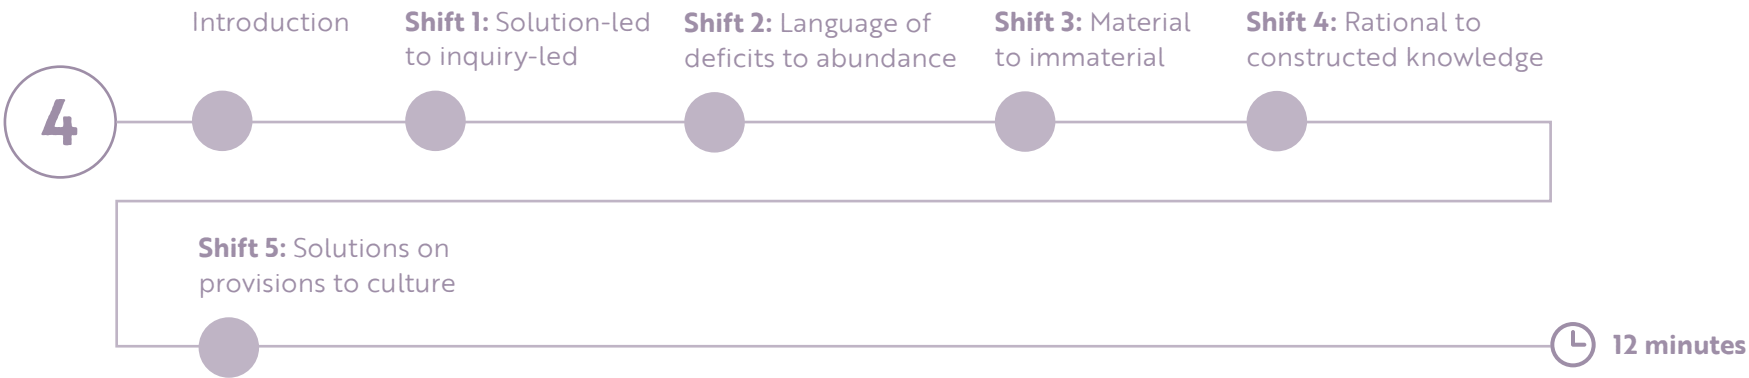 Introduction
Shift 1: Solution-led
to inquiry-led
Shift 2: Language of
deficits to abundance
Shift 3: Material
to immaterial
Shift 4: Rational to
constructed knowledge
4
Shift 5: Solutions on
provisions to culture
12 minutes